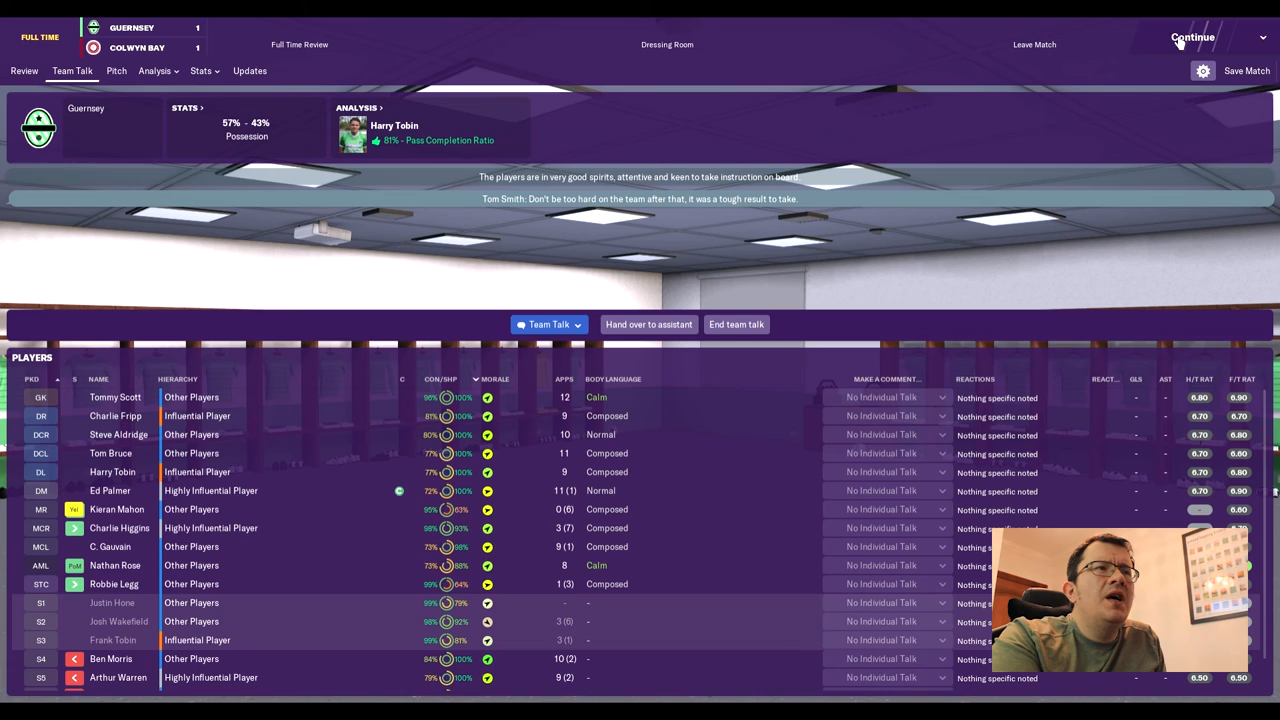 FULL TIME
GUERNSEY 1
COLWYN BAY 1
Full Time Review
Dressing Room
Leave Match
Continue
Review
Team Talk
Pitch
Analysis
Stats
Updates
Save Match
Guernsey
STATS
57% - 43%
Possession
ANALYSIS
Harry Tobin
81% - Pass Completion Ratio
The players are in very good spirits, attentive and keen to take instruction on board.
Tom Smith: Don't be too hard on the team after that, it was a tough result to take.
Team Talk
Hand over to assistant
End team talk
PLAYERS
PKD S NAME HIERARCHY C CON/SHP MORALE APPS BODY LANGUAGE MAKE A COMMENT... REACTIONS REACT... GLS AST H/T RAT F/T RAT
GK Tommy Scott Other Players 96% 100% 12 Calm No Individual Talk Nothing specific noted - - 6.80 6.90
DR Charlie Fripp Influential Player 81% 100% 9 Composed No Individual Talk Nothing specific noted - - 6.70 6.70
DCR Steve Aldridge Other Players 80% 100% 10 Normal No Individual Talk Nothing specific noted - - 6.70 6.80
DCL Tom Bruce Other Players 77% 100% 11 Composed No Individual Talk Nothing specific noted - - 6.70 6.60
DL Harry Tobin Influential Player 77% 100% 9 Composed No Individual Talk Nothing specific noted - - 6.70 6.80
DM Ed Palmer Highly Influential Player C 72% 100% 11 (1) Normal No Individual Talk Nothing specific noted - - 6.70 6.90
MR Yel Kieran Mahon Other Players 95% 63% 0 (6) Composed No Individual Talk Nothing specific noted - - - 6.60
MCR Charlie Higgins Highly Influential Player 98% 93% 3 (7) Composed No Individual Talk Nothing specific noted
MCL C. Gauvain Other Players 73% 98% 9 (1) Composed No Individual Talk Nothing s
AML PoM Nathan Rose Other Players 73% 88% 8 Calm No Individual Talk Nothing s
STC Robbie Legg Other Players 99% 64% 1 (3) Composed No Individual Talk Nothing s
S1 Justin Hone Other Players 99% 79% - - No Individual Talk Nothing s
S2 Josh Wakefield Other Players 98% 92% 3 (6) - No Individual Talk Nothing s
S3 Frank Tobin Influential Player 99% 81% 3 (1) - No Individual Talk Nothing s
S4 Ben Morris Other Players 84% 100% 10 (2) - No Individual Talk Nothing s
S5 Arthur Warren Highly Influential Player 79% 100% 9 (2) - No Individual Talk Nothing specific noted - - 6.50 6.50